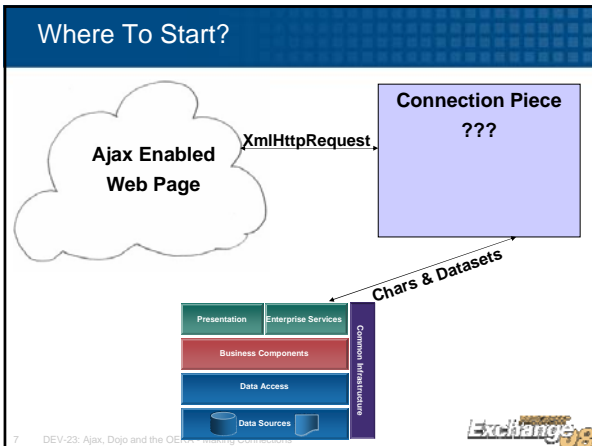 Where To Start?
Ajax Enabled
Web Page
XmlHttpRequest
Connection Piece
???
Chars & Datasets
Presentation
Enterprise Services
Common Infrastructure
Business Components
Data Access
Data Sources
7 DEV-23: Ajax, Dojo and the - Making Connections
Exchange